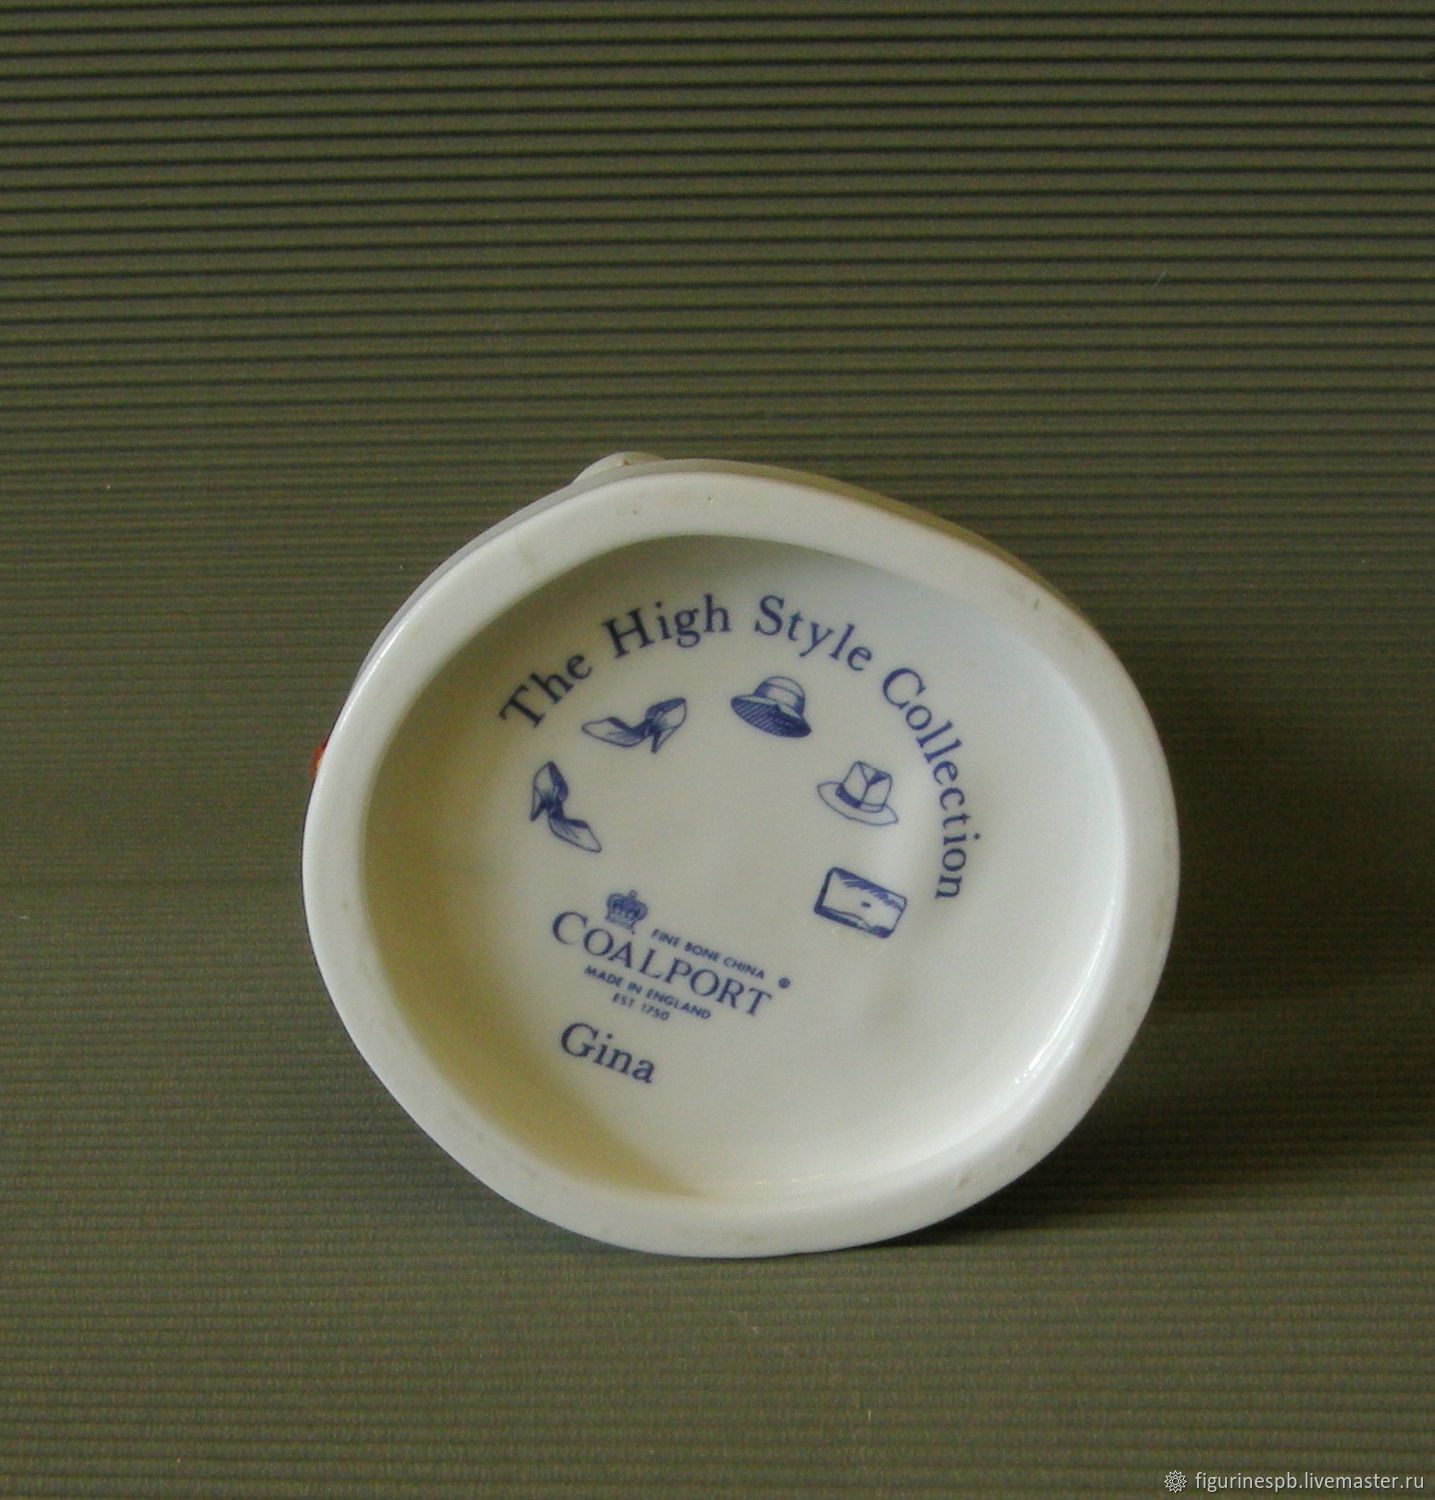 The High Style Collection
FINE BONE CHINA
COALPORT ®
MADE IN ENGLAND
EST. 1750
Gina
figurinespb.livemaster.ru